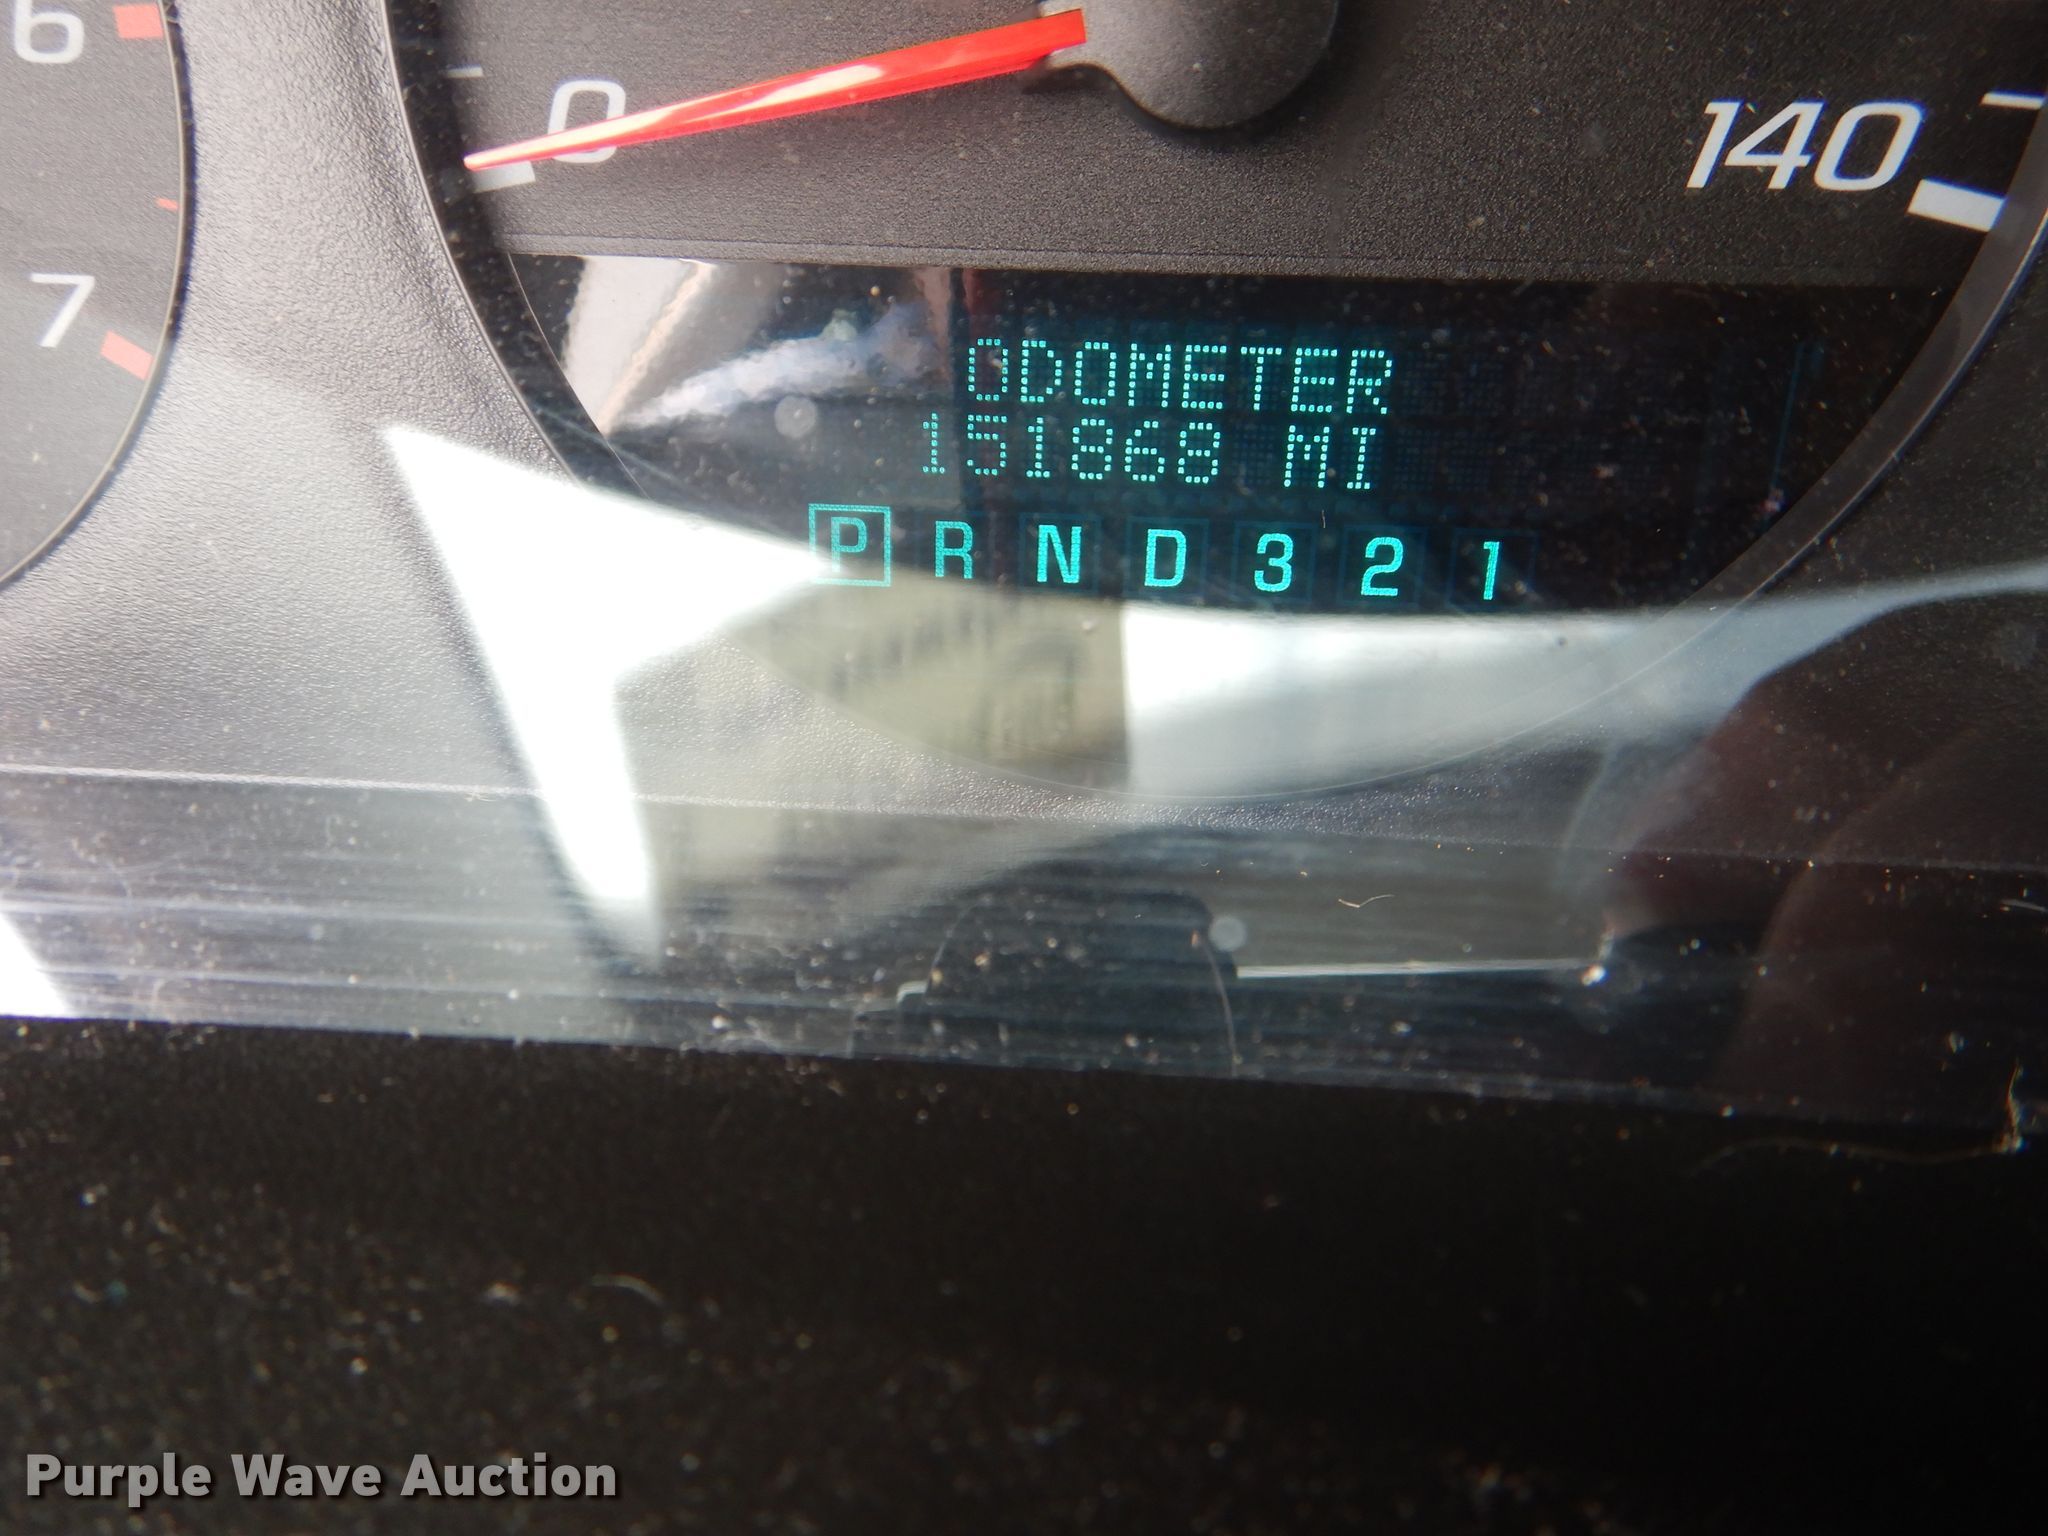 6
7
0
140
ODOMETER
151868 MI
P R N D 3 2 1
Purple Wave Auction